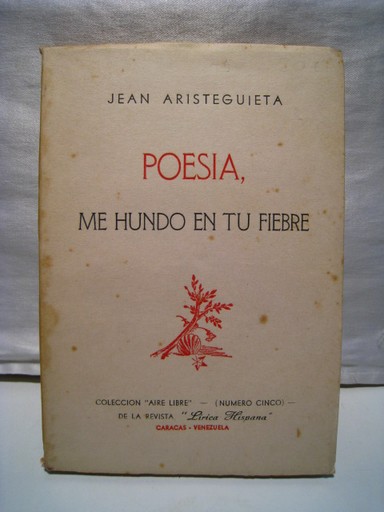 JEAN ARISTEGUIETA
POESIA,
ME HUNDO EN TU FIEBRE
COLECCION "AIRE LIBRE" — (NUMERO CINCO) —
DE LA REVISTA "Lírica Hispana"
CARACAS - VENEZUELA